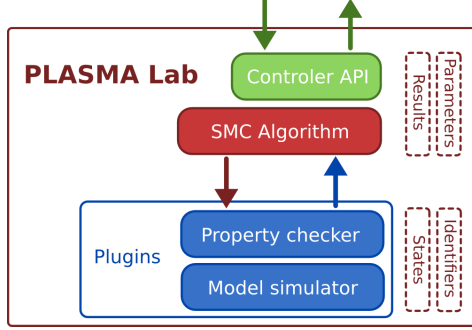 PLASMA Lab
Controler API
SMC Algorithm
Results
Parameters
Plugins
Property checker
Model simulator
States
Identifiers